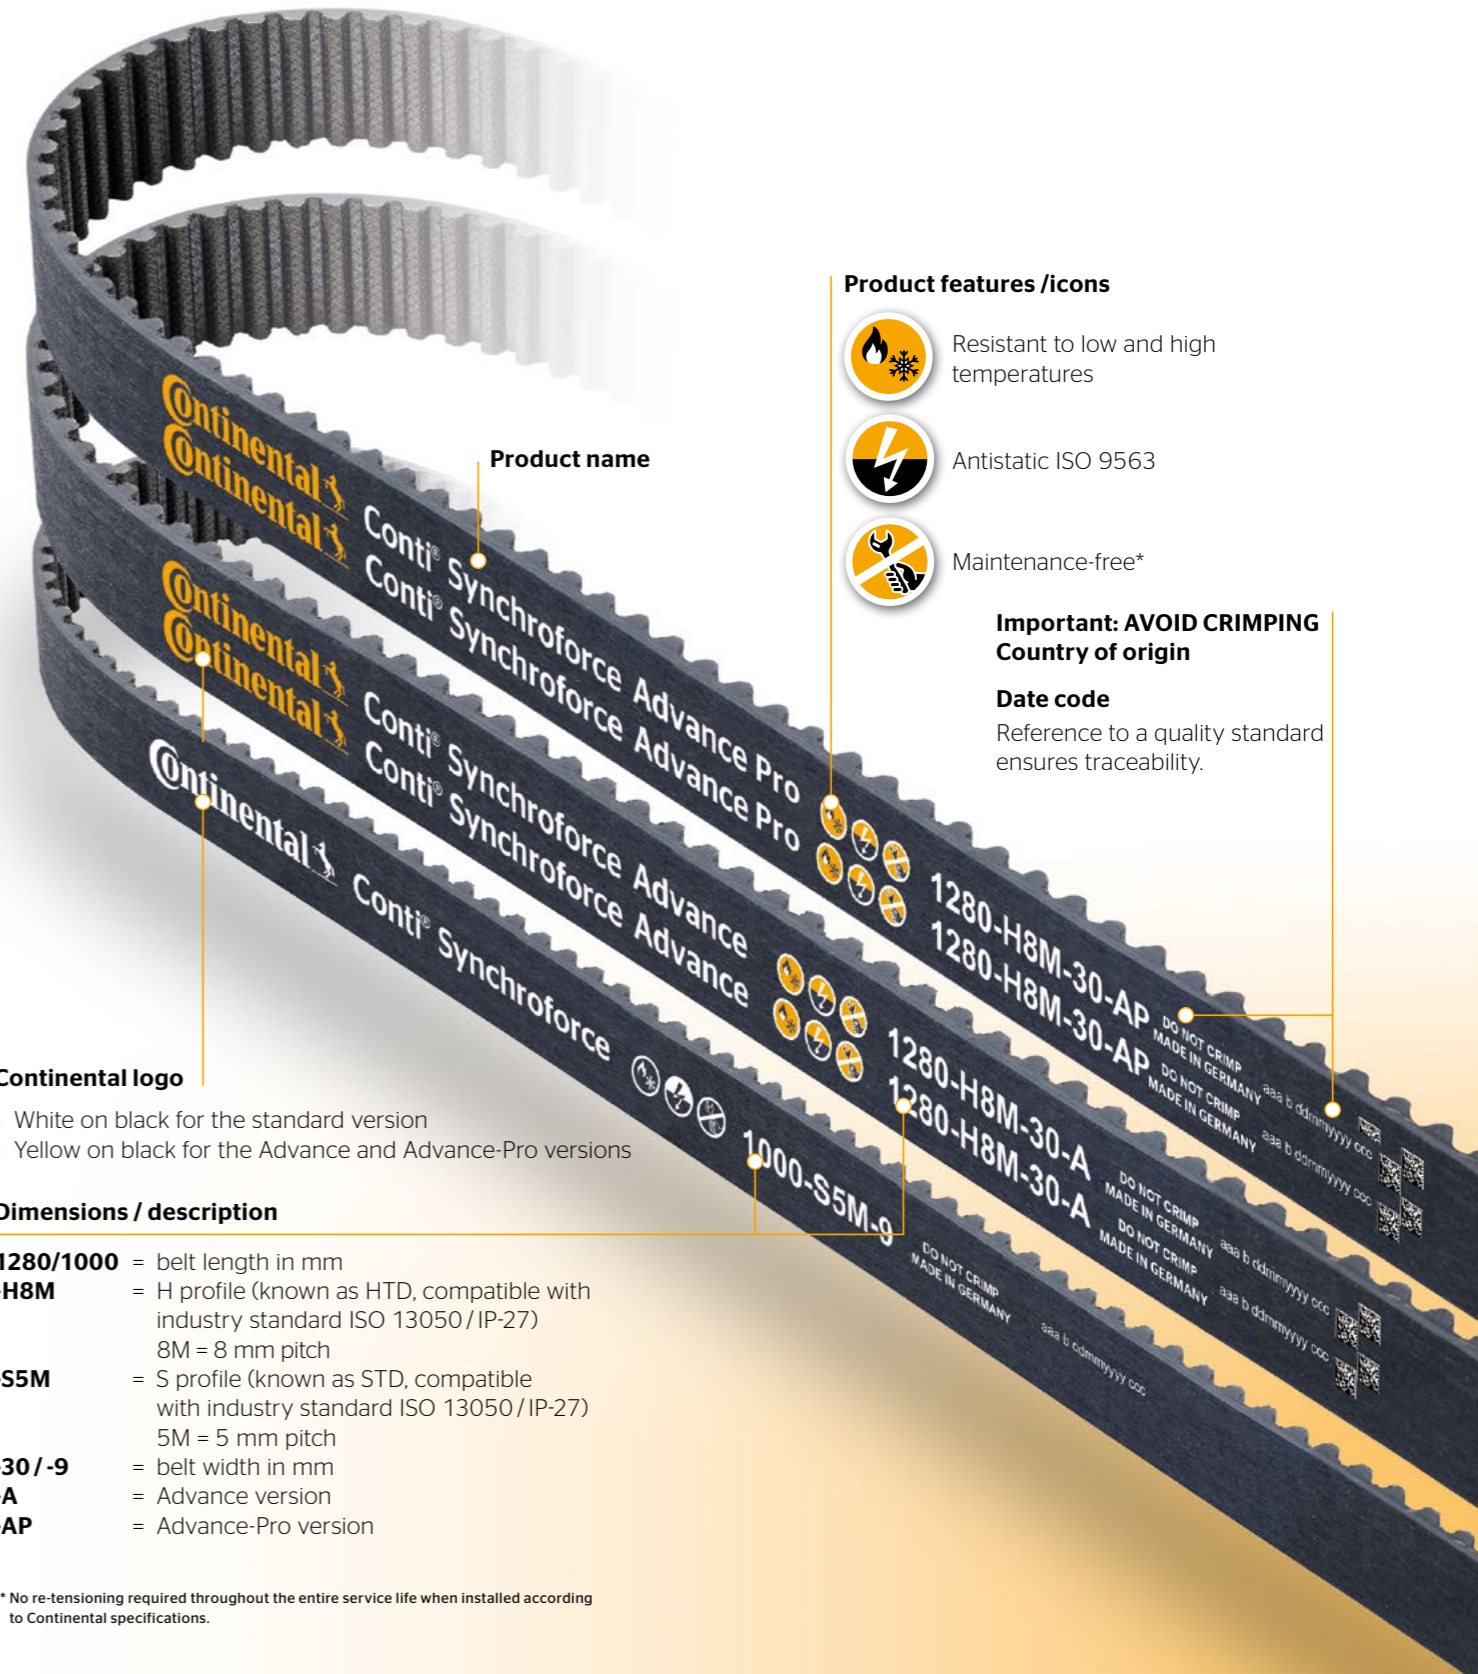 Product features /icons
Resistant to low and high
temperatures
Antistatic ISO 9563
Maintenance-free*
Important: AVOID CRIMPING
Country of origin
Date code
Reference to a quality standard
ensures traceability.
Product name
Continental
Continental
Conti® Synchroforce Advance Pro
Conti® Synchroforce Advance Pro
1280-H8M-30-AP
1280-H8M-30-AP
DO NOT CRIMP
MADE IN GERMANY
DO NOT CRIMP
MADE IN GERMANY
aaa b ddmmyyyy ccc
aaa b ddmmyyyy ccc
Continental
Continental
Conti® Synchroforce Advance
Conti® Synchroforce Advance
1280-H8M-30-A
1280-H8M-30-A
DO NOT CRIMP
MADE IN GERMANY
DO NOT CRIMP
MADE IN GERMANY
aaa b ddmmyyyy ccc
aaa b ddmmyyyy ccc
Continental
Conti® Synchroforce
1000-S5M-9
DO NOT CRIMP
MADE IN GERMANY
aaa b ddmmyyyy ccc
Continental logo
White on black for the standard version
Yellow on black for the Advance and Advance-Pro versions
Dimensions / description
1280/1000 = belt length in mm
-H8M = H profile (known as HTD, compatible with
industry standard ISO 13050 / IP-27)
8M = 8 mm pitch
-S5M = S profile (known as STD, compatible
with industry standard ISO 13050 / IP-27)
5M = 5 mm pitch
-30 / -9 = belt width in mm
-A = Advance version
-AP = Advance-Pro version
* No re-tensioning required throughout the entire service life when installed according
to Continental specifications.